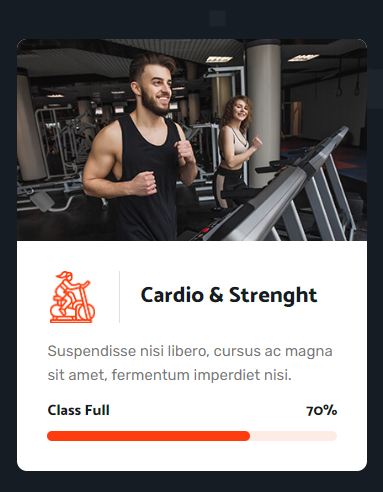 Cardio & Strenght
Suspendisse nisi libero, cursus ac magna
sit amet, fermentum imperdiet nisi.
Class Full 70%